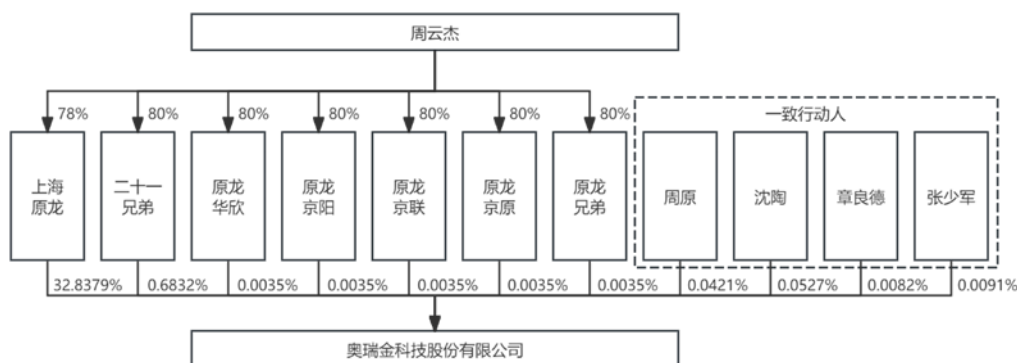 周云杰
78%
80%
80%
80%
80%
80%
80%
一致行动人
上海
原龙
二十一
兄弟
原龙
华欣
原龙
京阳
原龙
京联
原龙
京原
原龙
兄弟
周原
沈陶
章良德
张少军
32.8379%
0.6832%
0.0035%
0.0035%
0.0035%
0.0035%
0.0035%
0.0421%
0.0527%
0.0082%
0.0091%
奥瑞金科技股份有限公司